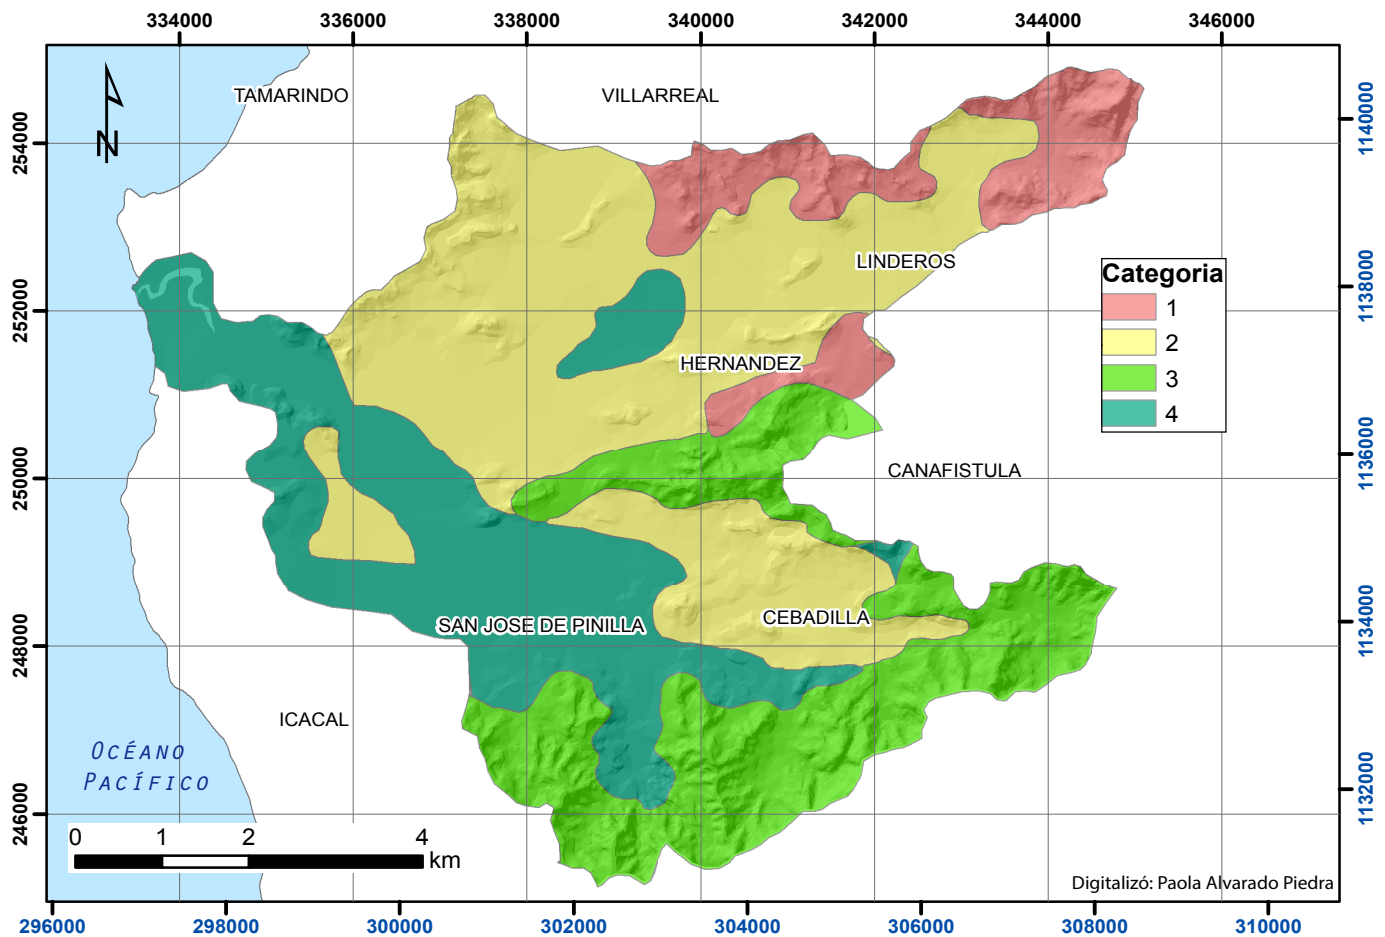 334000 336000 338000 340000 342000 344000 346000
TAMARINDO
VILLARREAL
N
254000
1140000
LINDEROS
252000
1138000
Categoria
1
2
3
4
HERNANDEZ
250000
1136000
CANAFISTULA
CEBADILLA
SAN JOSE DE PINILLA
248000
1134000
ICACAL
OCÉANO
PACÍFICO
246000
1132000
0 1 2 4
km
Digitalizó: Paola Alvarado Piedra
296000 298000 300000 302000 304000 306000 308000 310000